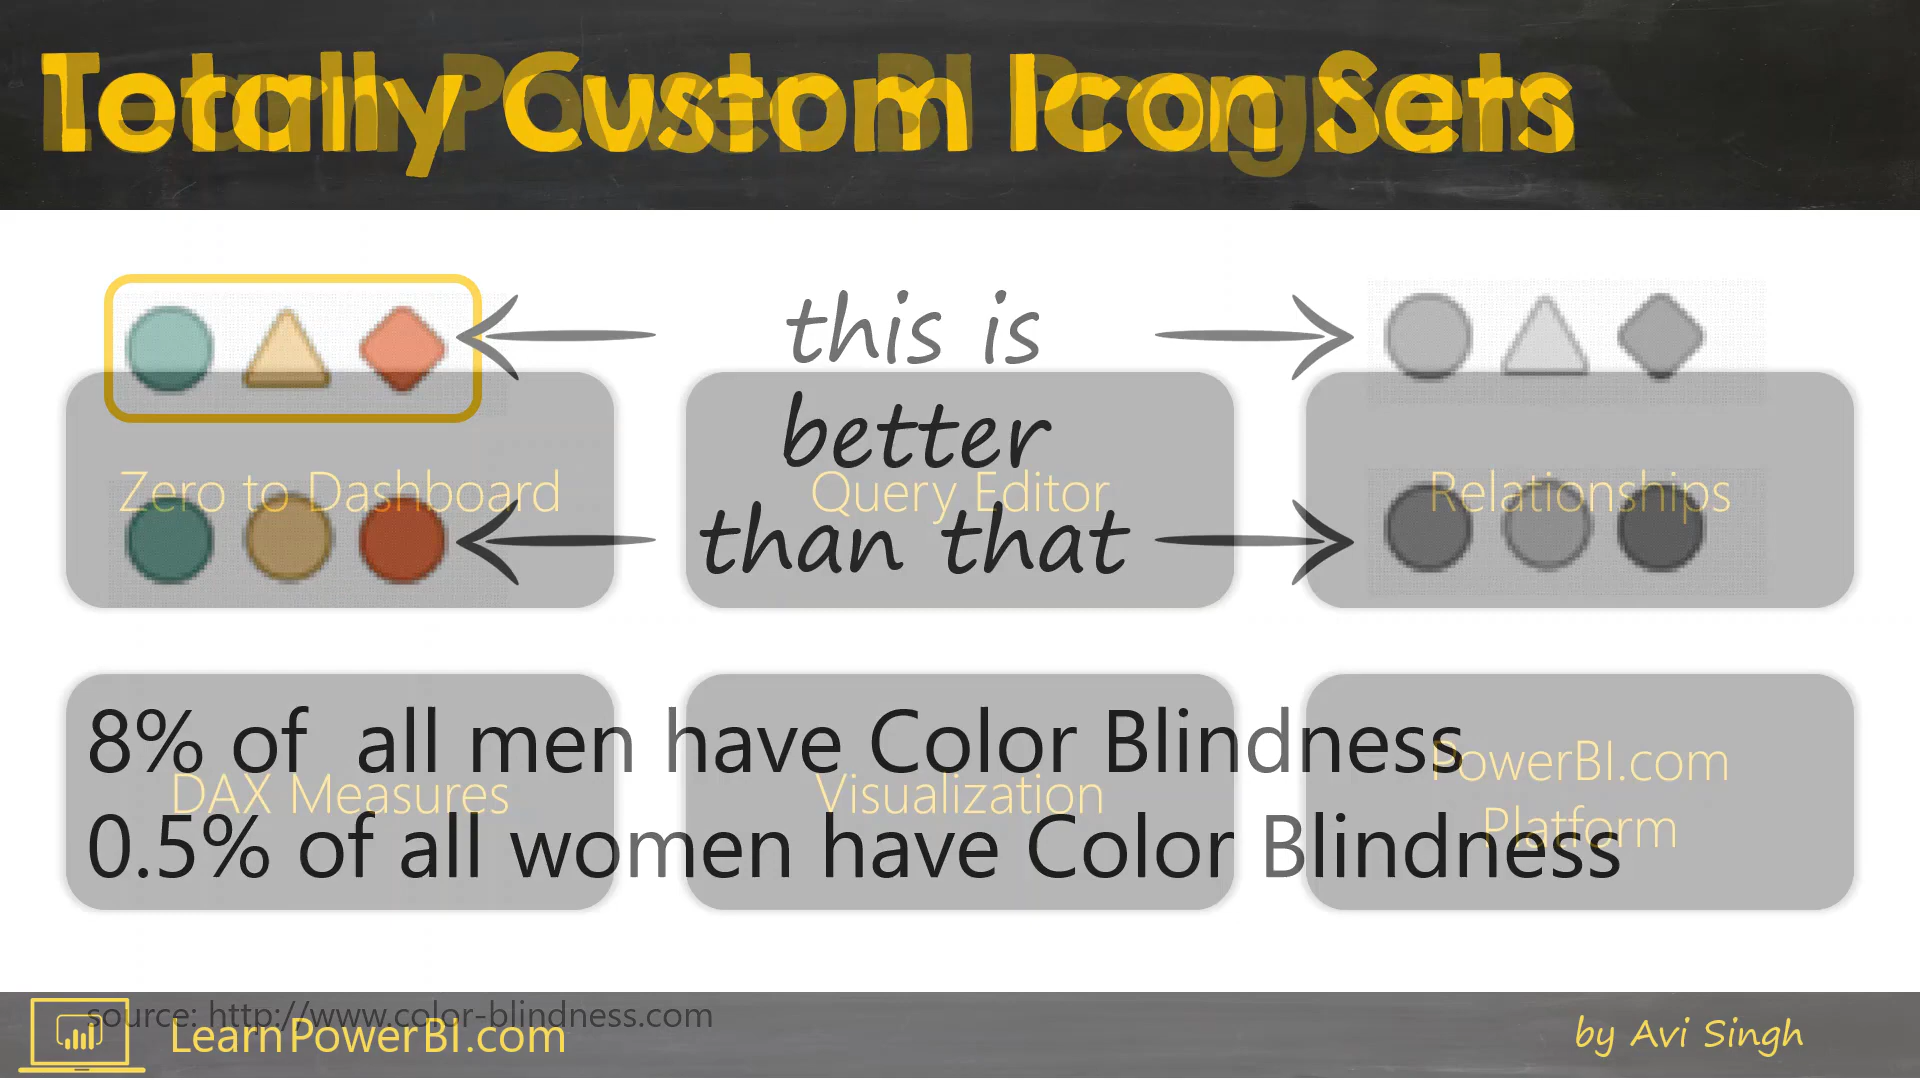 Totally Custom Icon Sets
Learn Power BI Program
this is
better
than that
Zero to Dashboard
Query Editor
Relationships
8% of  all men have Color Blindness
0.5% of all women have Color Blindness
DAX Measures
Visualization
PowerBI.com
Platform
source: http://www.color-blindness.com
LearnPowerBI.com
by Avi Singh